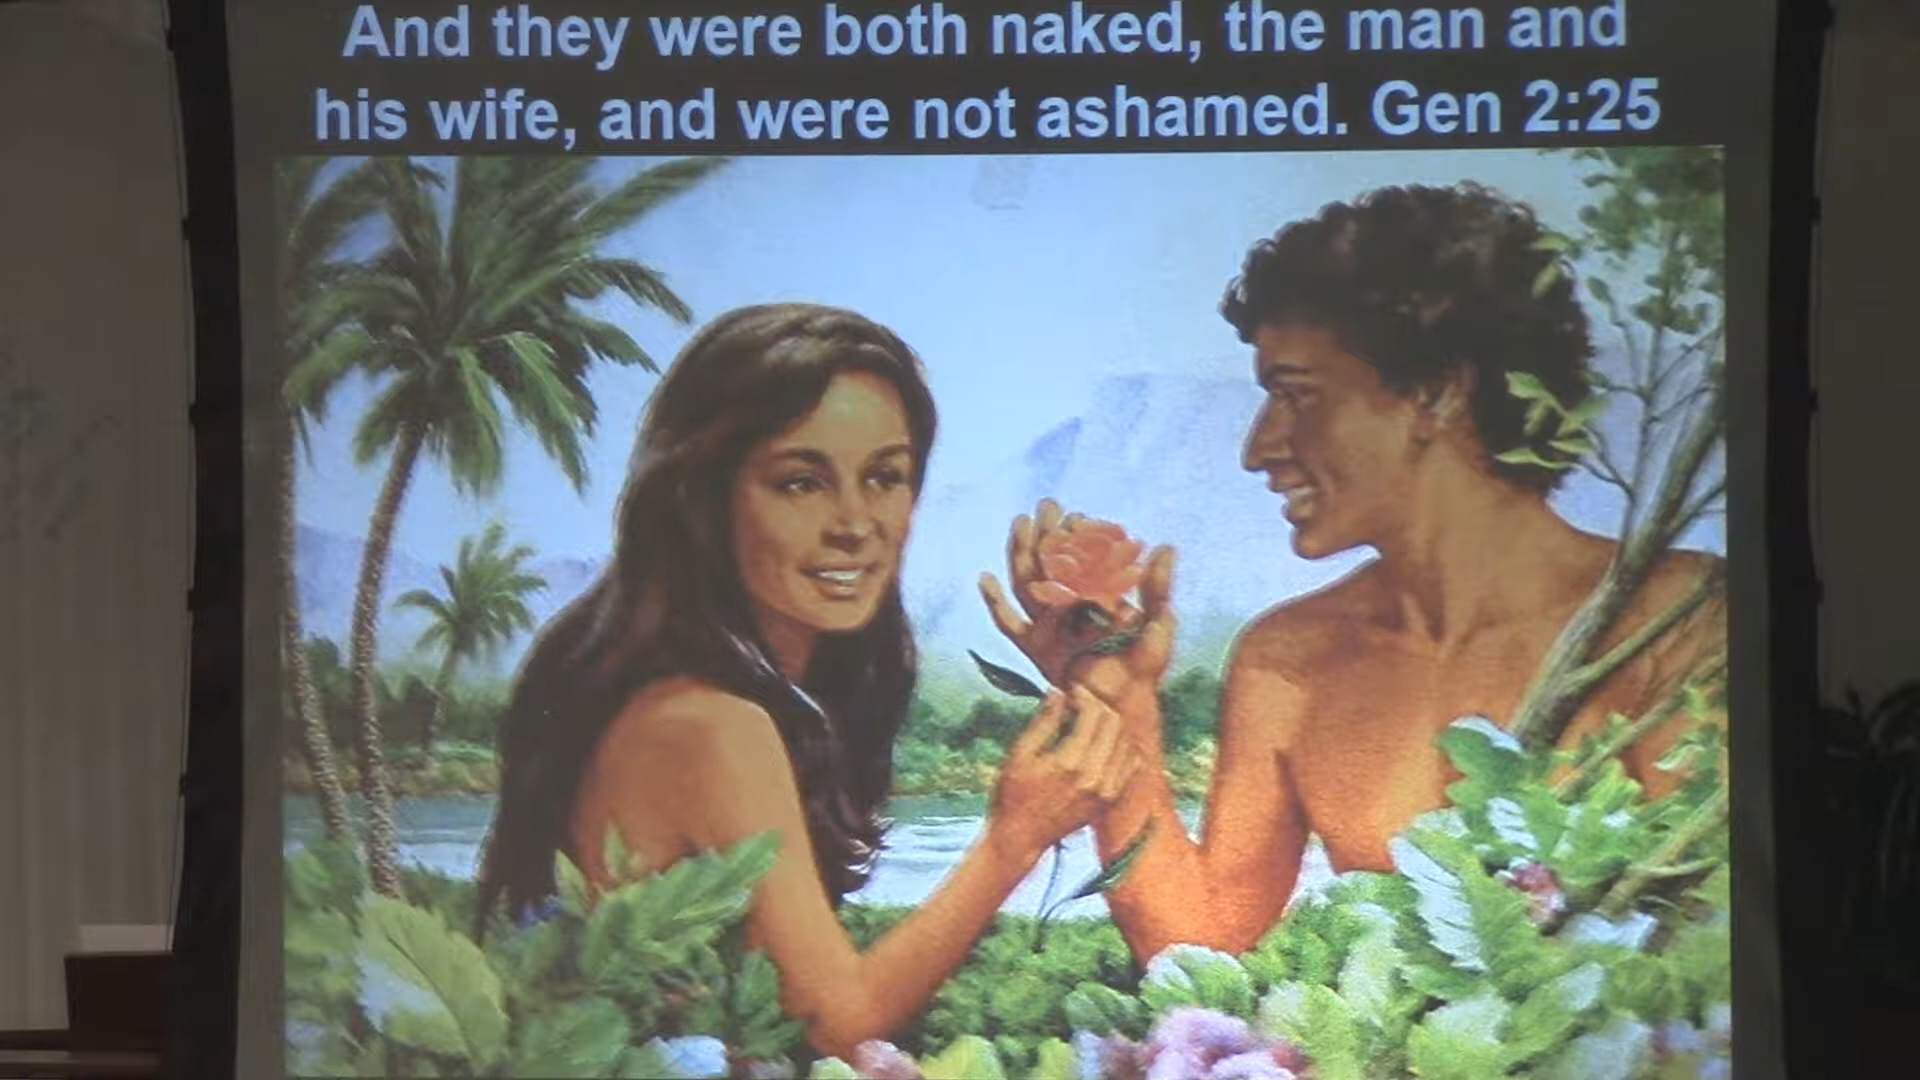 And they were both naked, the man and
his wife, and were not ashamed. Gen 2:25